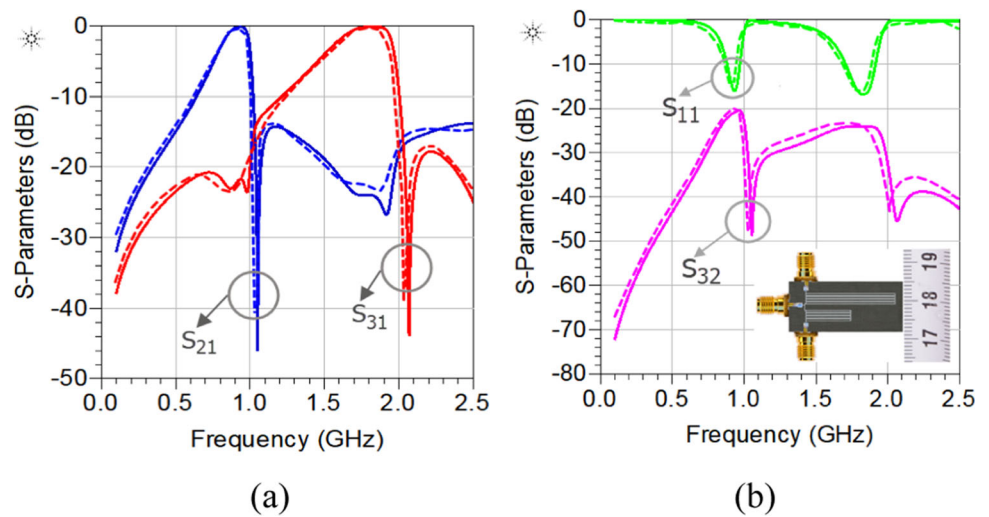 0
-10
-20
-30
-40
-50
S-Parameters (dB)
S21
S31
0.0 0.5 1.0 1.5 2.0 2.5
Frequency (GHz)
(a)
0
-10
-20
-30
-40
-50
-60
-70
-80
S-Parameters (dB)
S11
S32
17 18 19
0.0 0.5 1.0 1.5 2.0 2.5
Frequency (GHz)
(b)